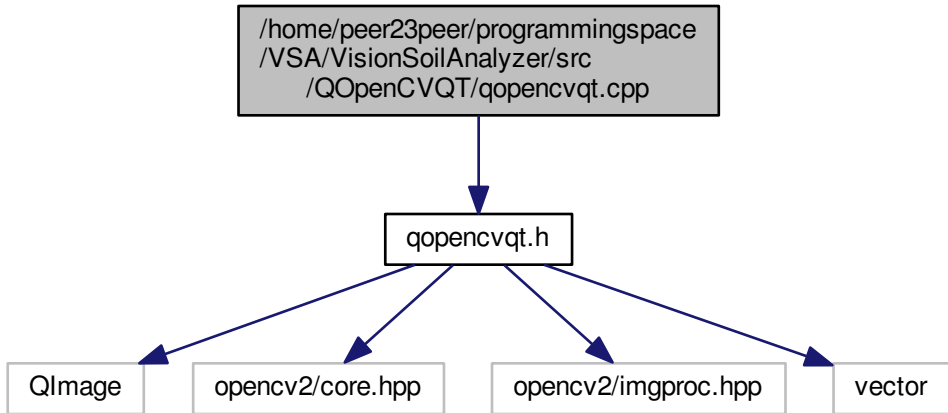 /home/peer23peer/programmingspace
/VSA/VisionSoilAnalyzer/src
/QOpenCVQT/qopencvqt.cpp
qopencvqt.h
QImage
opencv2/core.hpp
opencv2/imgproc.hpp
vector